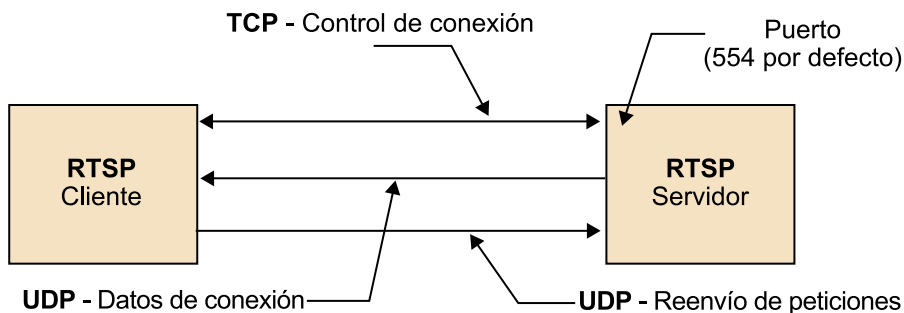 TCP - Control de conexión
Puerto
(554 por defecto)
RTSP
Cliente
RTSP
Servidor
UDP - Datos de conexión
UDP - Reenvío de peticiones